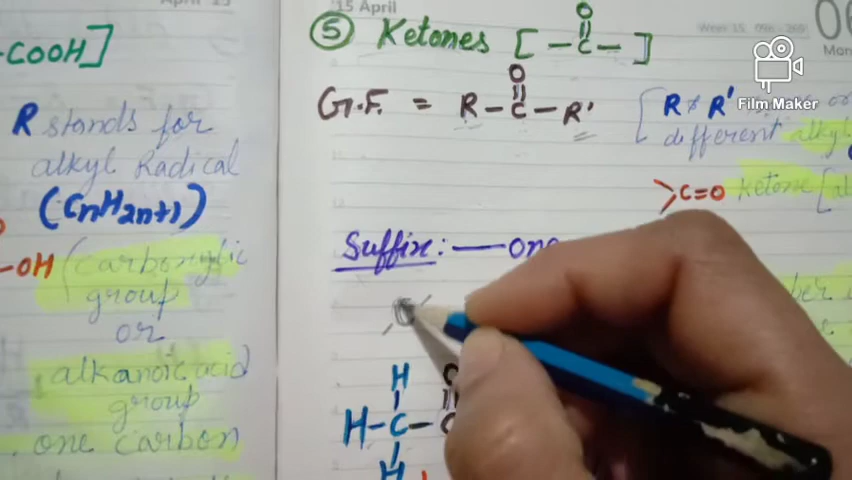 15 April
-COOH]
R stands for
alkyl Radical
(CnH2n+1)
-OH (carboxylic
group
or
alkanoic acid
group
one carbon
⑤ Ketones [ -C- ]
O
G.F. = R-C-R'
O
[ R & R'
different alkyl
>C=O ketone
Suffix: —one
H
H-C-
H
Film Maker